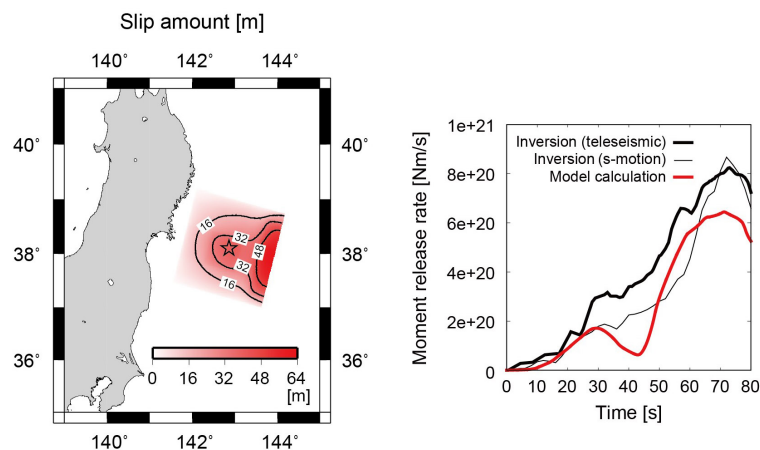 Slip amount [m]
140˚ 142˚ 144˚
40˚ 40˚
38˚ 38˚
36˚ 36˚
16
32
48
32
16
0 16 32 48 64
[m]
140˚ 142˚ 144˚
Moment release rate [Nm/s]
1e+21
8e+20
6e+20
4e+20
2e+20
0
Inversion (teleseismic)
Inversion (s-motion)
Model calculation
0 10 20 30 40 50 60 70 80
Time [s]